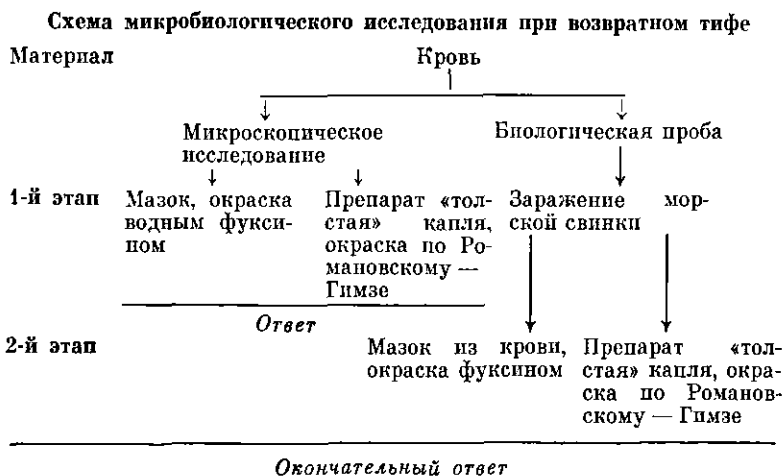 Схема микробиологического исследования при возвратном тифе
Материал
Кровь
Микроскопическое
исследование
Биологическая проба
1-й этап
Мазок, окраска
водным фукси-
ном
Препарат «тол-
стая» капля,
окраска по Ро-
мановскому —
Гимзе
Заражение мор-
ской свинки
Ответ
2-й этап
Мазок из крови,
окраска фуксином
Препарат «тол-
стая» капля, окра-
ска по Романов-
скому — Гимзе
Окончательный ответ